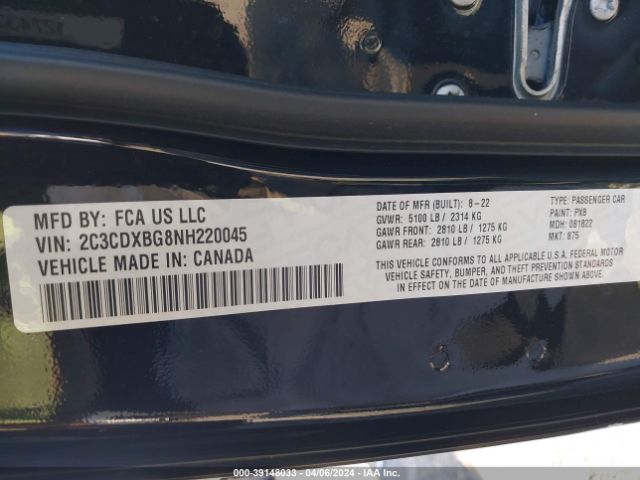 MFD BY: FCA US LLC
VIN: 2C3CDXBG8NH220045
VEHICLE MADE IN: CANADA
DATE OF MFR (BUILT): 8-22
GVWR: 5100 LB / 2314 KG
GAWR FRONT: 2810 LB / 1275 KG
GAWR REAR: 2810 LB / 1275 KG
TYPE: PASSENGER CAR
PAINT: PX8
MDH: 081822
MKT: 875
THIS VEHICLE CONFORMS TO ALL APPLICABLE U.S.A. FEDERAL MOTOR
VEHICLE SAFETY, BUMPER, AND THEFT PREVENTION STANDARDS
IN EFFECT ON THE DATE OF MANUFACTURE SHOWN ABOVE.
000-39148033 - 04/06/2024 - IAA Inc.